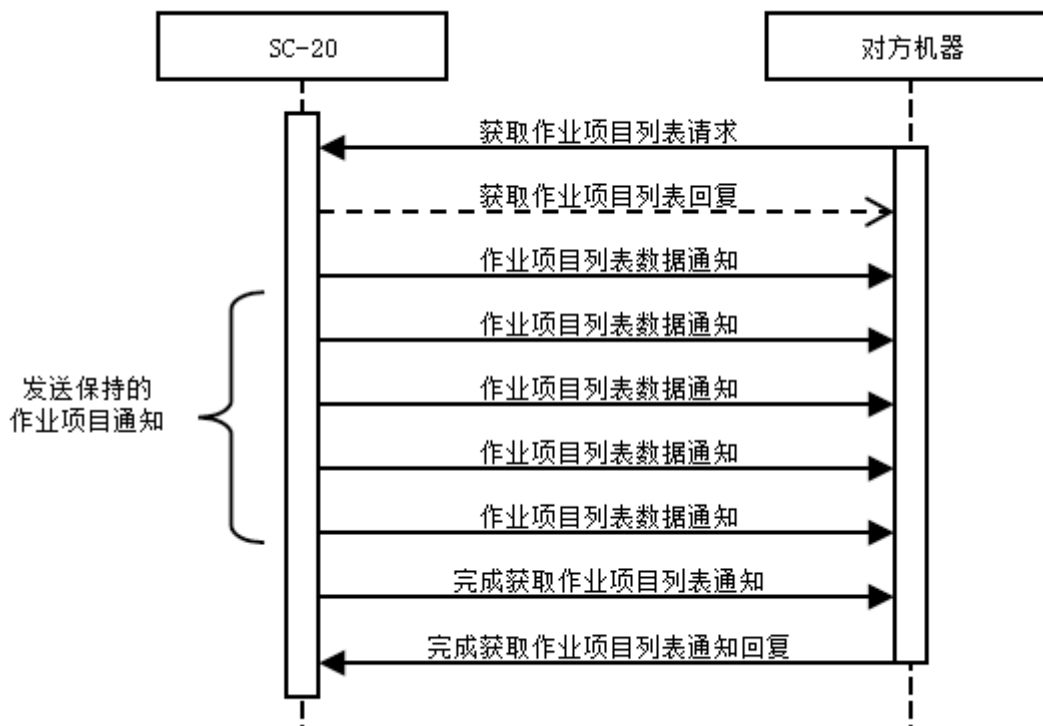 SC-20
对方机器
获取作业项目列表请求
获取作业项目列表回复
作业项目列表数据通知
作业项目列表数据通知
作业项目列表数据通知
作业项目列表数据通知
作业项目列表数据通知
发送保持的
作业项目通知
完成获取作业项目列表通知
完成获取作业项目列表通知回复